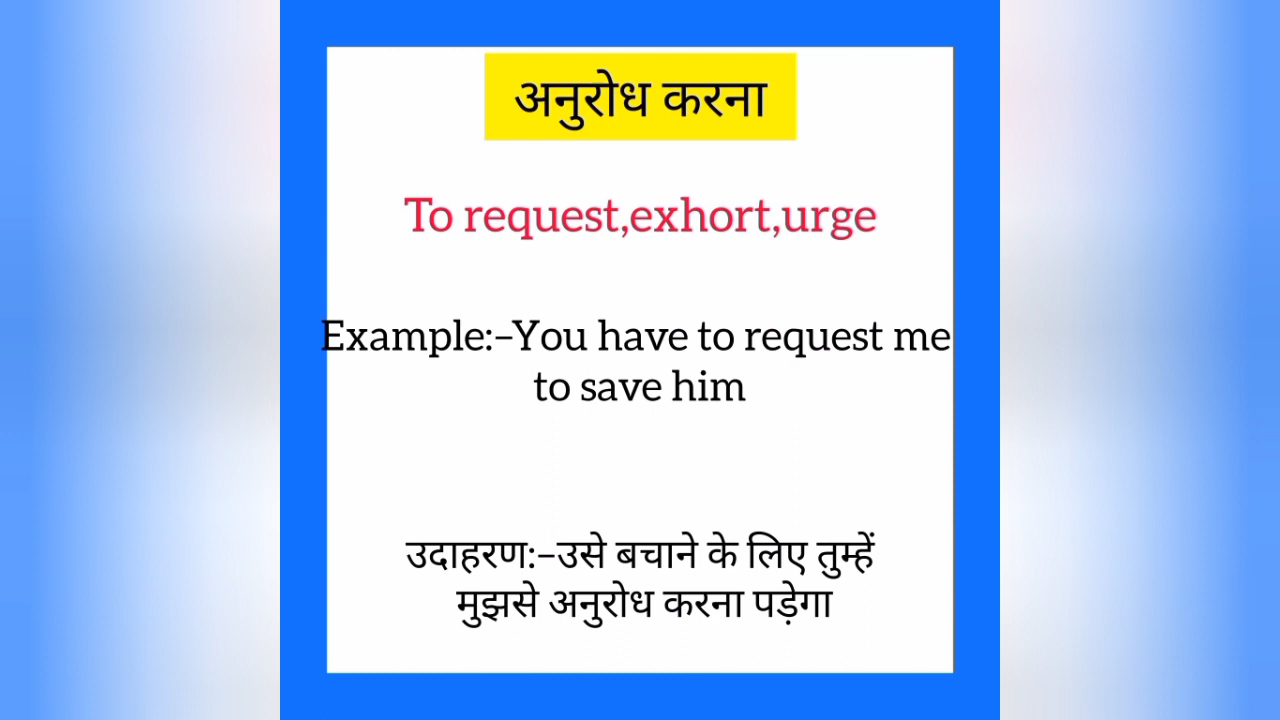 अनुरोध करना
To request,exhort,urge
Example:–You have to request me
to save him
उदाहरण:–उसे बचाने के लिए तुम्हें
मुझसे अनुरोध करना पड़ेगा